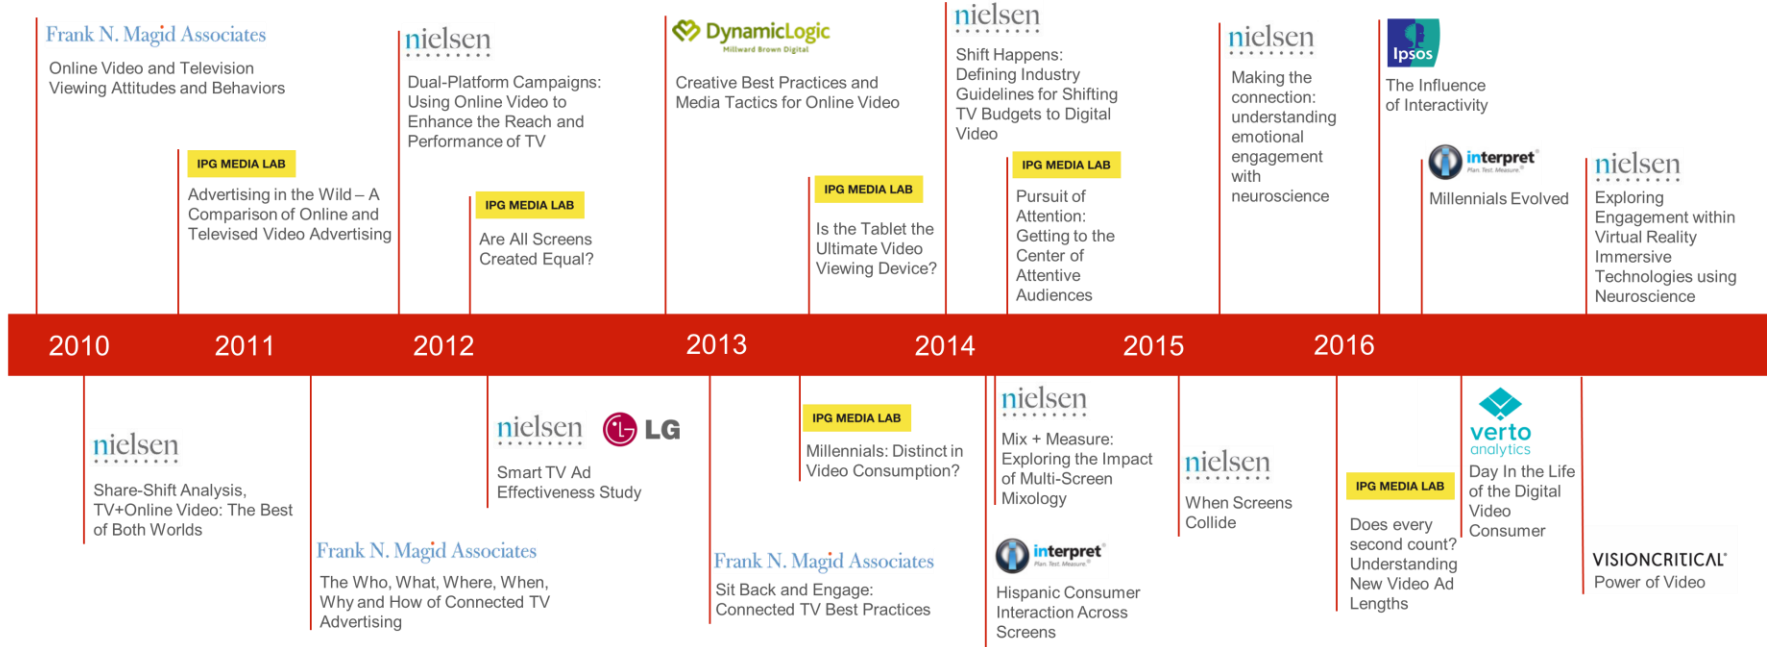 Frank N. Magid Associates
Online Video and Television
Viewing Attitudes and Behaviors
IPG MEDIA LAB
Advertising in the Wild – A
Comparison of Online and
Televised Video Advertising
nielsen
Dual-Platform Campaigns:
Using Online Video to
Enhance the Reach and
Performance of TV
IPG MEDIA LAB
Are All Screens
Created Equal?
DynamicLogic
Millward Brown Digital
Creative Best Practices and
Media Tactics for Online Video
IPG MEDIA LAB
Is the Tablet the
Ultimate Video
Viewing Device?
nielsen
Shift Happens:
Defining Industry
Guidelines for Shifting
TV Budgets to Digital
Video
IPG MEDIA LAB
Pursuit of
Attention:
Getting to the
Center of
Attentive
Audiences
nielsen
Making the
connection:
understanding
emotional
engagement
with
neuroscience
Ipsos
The Influence
of Interactivity
interpret®
Plan. Test. Measure.®
Millennials Evolved
nielsen
Exploring
Engagement within
Virtual Reality
Immersive
Technologies using
Neuroscience
2010
2011
2012
2013
2014
2015
2016
nielsen
Share-Shift Analysis,
TV+Online Video: The Best
of Both Worlds
Frank N. Magid Associates
The Who, What, Where, When,
Why and How of Connected TV
Advertising
nielsen LG
Smart TV Ad
Effectiveness Study
Frank N. Magid Associates
Sit Back and Engage:
Connected TV Best Practices
IPG MEDIA LAB
Millennials: Distinct in
Video Consumption?
nielsen
Mix + Measure:
Exploring the Impact
of Multi-Screen
Mixology
interpret®
Plan. Test. Measure.®
Hispanic Consumer
Interaction Across
Screens
nielsen
When Screens
Collide
IPG MEDIA LAB
Does every
second count?
Understanding
New Video Ad
Lengths
verto
analytics
Day In the Life
of the Digital
Video
Consumer
VISIONCRITICAL®
Power of Video